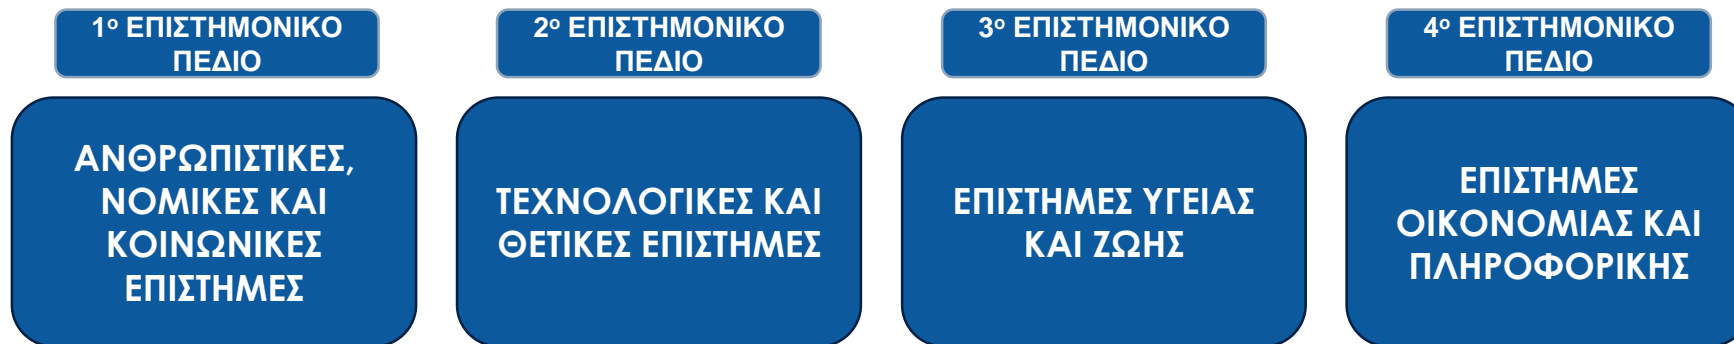 1ο ΕΠΙΣΤΗΜΟΝΙΚΟ
ΠΕΔΙΟ
ΑΝΘΡΩΠΙΣΤΙΚΕΣ,
ΝΟΜΙΚΕΣ ΚΑΙ
ΚΟΙΝΩΝΙΚΕΣ
ΕΠΙΣΤΗΜΕΣ
2ο ΕΠΙΣΤΗΜΟΝΙΚΟ
ΠΕΔΙΟ
ΤΕΧΝΟΛΟΓΙΚΕΣ ΚΑΙ
ΘΕΤΙΚΕΣ ΕΠΙΣΤΗΜΕΣ
3ο ΕΠΙΣΤΗΜΟΝΙΚΟ
ΠΕΔΙΟ
ΕΠΙΣΤΗΜΕΣ ΥΓΕΙΑΣ
ΚΑΙ ΖΩΗΣ
4ο ΕΠΙΣΤΗΜΟΝΙΚΟ
ΠΕΔΙΟ
ΕΠΙΣΤΗΜΕΣ
ΟΙΚΟΝΟΜΙΑΣ ΚΑΙ
ΠΛΗΡΟΦΟΡΙΚΗΣ